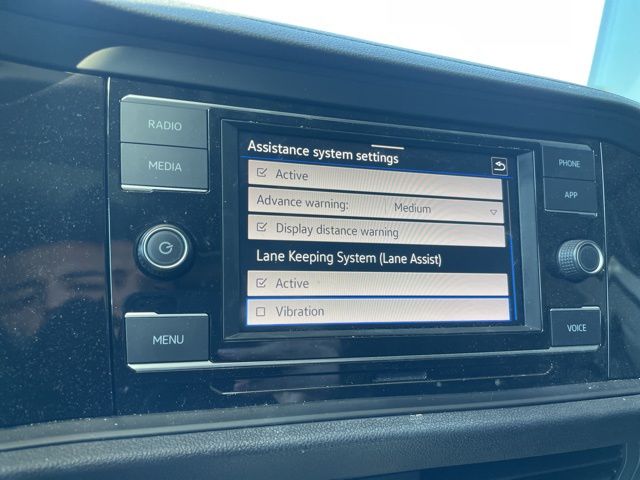 RADIO
MEDIA
MENU
Assistance system settings
Active
Advance warning: Medium
Display distance warning
Lane Keeping System (Lane Assist)
Active
Vibration
PHONE
APP
VOICE